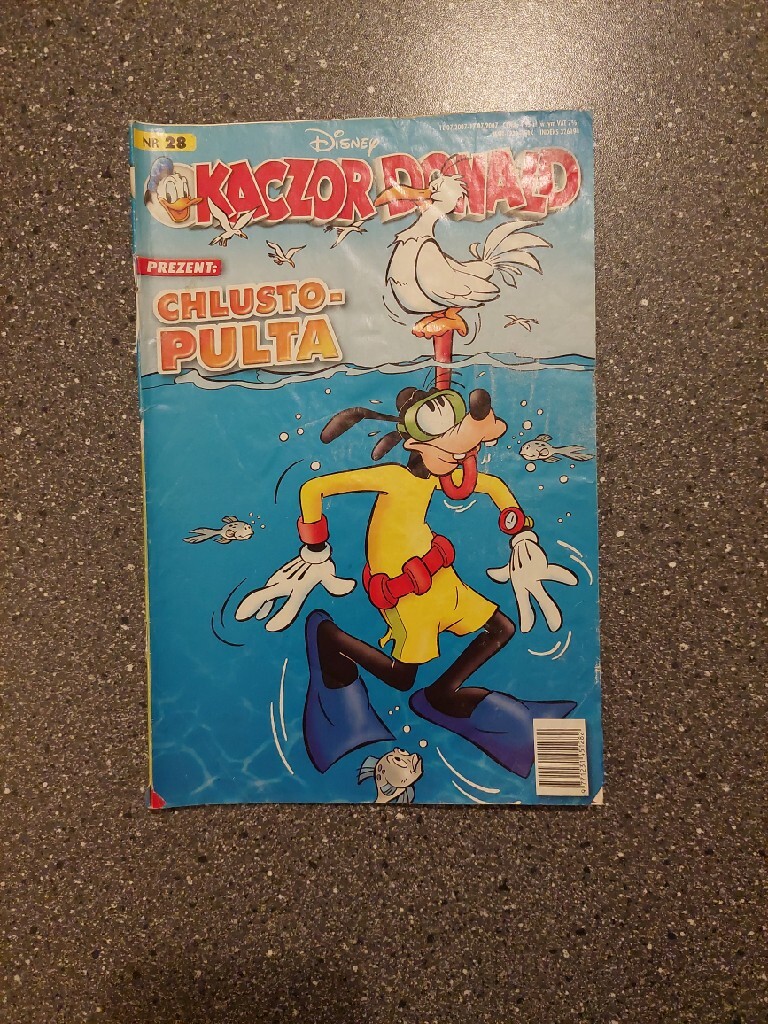 NR 28
Disney
KACZOR DONALD
PREZENT:
CHLUSTO-
PULTA